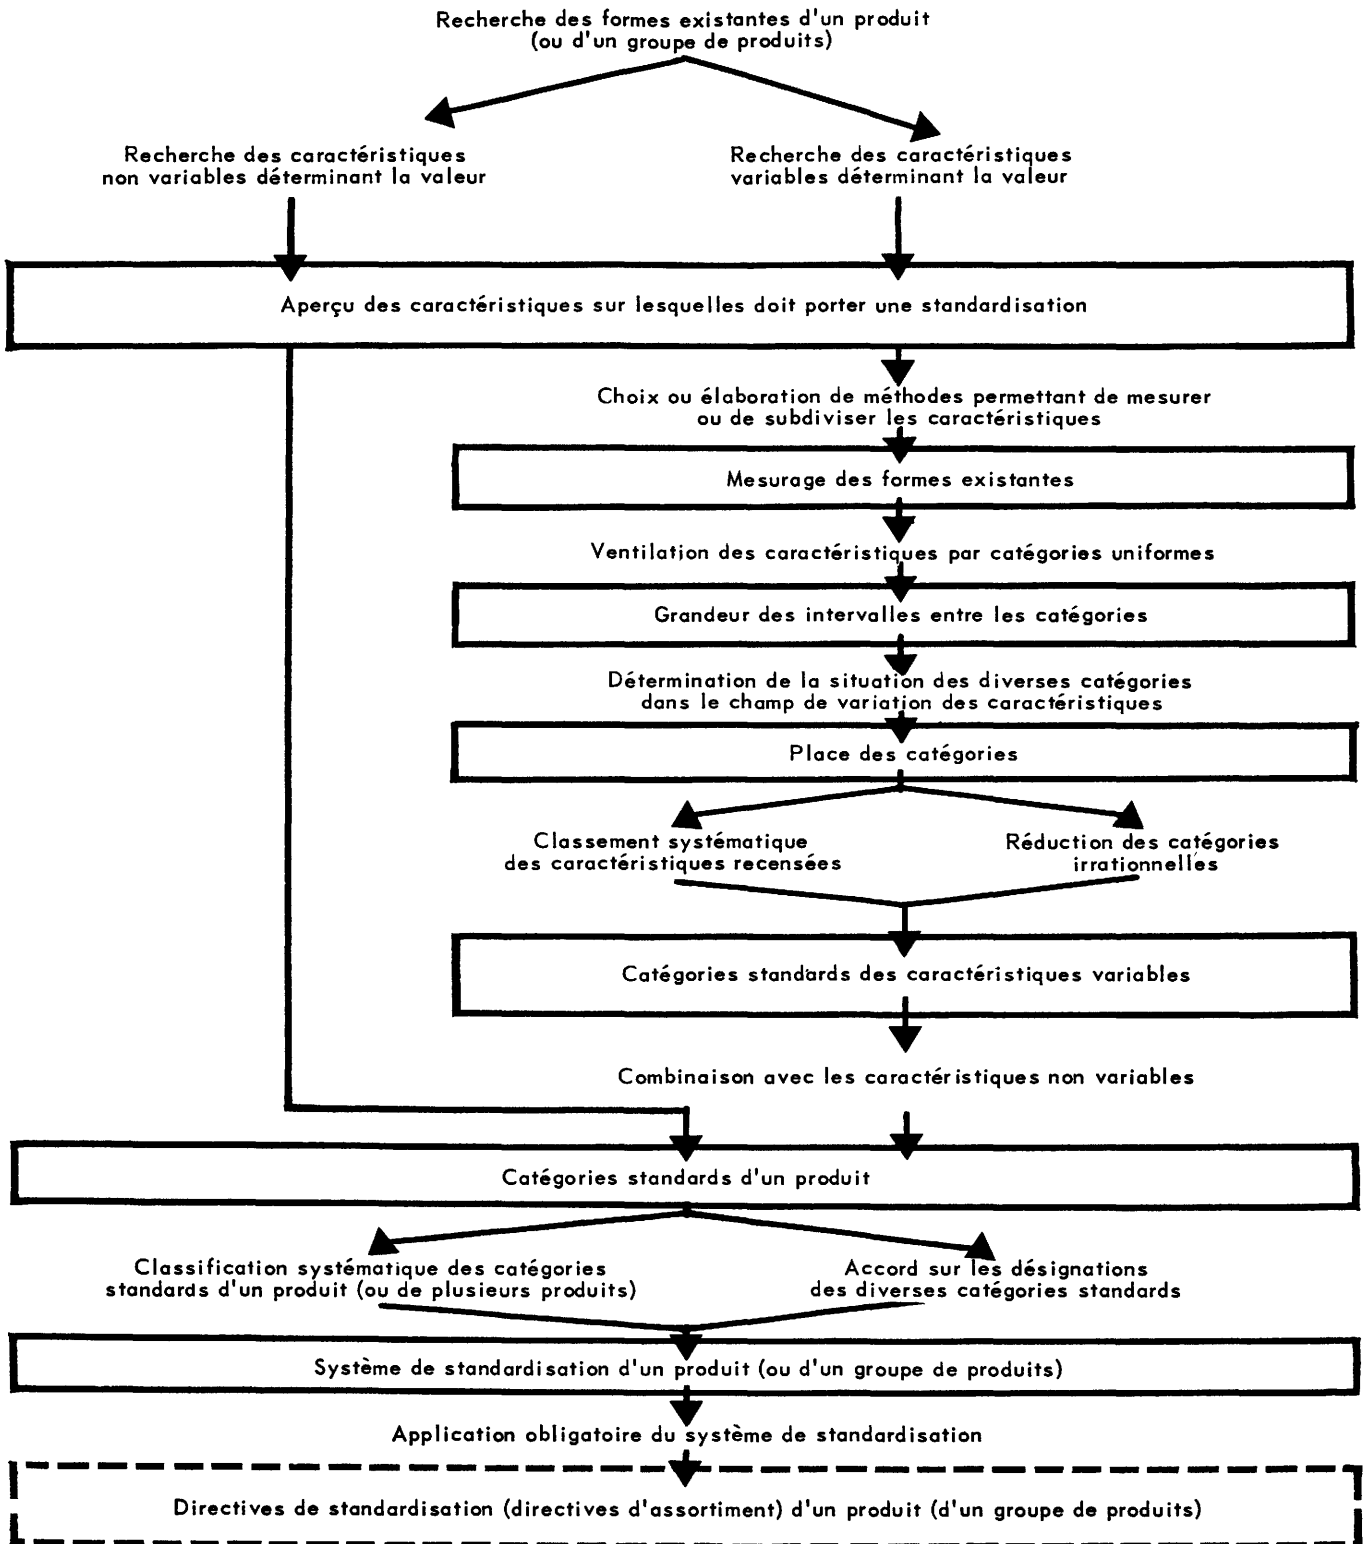 Recherche des formes existantes d'un produit
(ou d'un groupe de produits)
Recherche des caractéristiques
non variables déterminant la valeur
Recherche des caractéristiques
variables déterminant la valeur
Aperçu des caractéristiques sur lesquelles doit porter une standardisation
Choix ou élaboration de méthodes permettant de mesurer
ou de subdiviser les caractéristiques
Mesurage des formes existantes
Ventilation des caractéristiques par catégories uniformes
Grandeur des intervalles entre les catégories
Détermination de la situation des diverses catégories
dans le champ de variation des caractéristiques
Place des catégories
Classement systématique
des caractéristiques recensées
Réduction des catégories
irrationnelles
Catégories standards des caractéristiques variables
Combinaison avec les caractéristiques non variables
Catégories standards d'un produit
Classification systématique des catégories
standards d'un produit (ou de plusieurs produits)
Accord sur les désignations
des diverses catégories standards
Système de standardisation d'un produit (ou d'un groupe de produits)
Application obligatoire du système de standardisation
Directives de standardisation (directives d'assortiment) d'un produit (d'un groupe de produits)